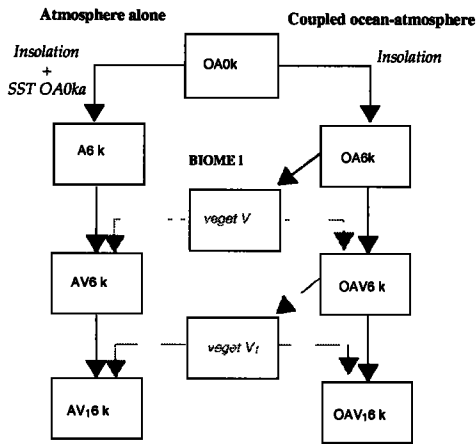 Atmosphere alone
Coupled ocean-atmosphere
Insolation
+
SST OA0ka
OA0k
Insolation
A6 k
BIOME 1
OA6k
veget V
AV6 k
OAV6 k
veget V₁
AV₁6 k
OAV₁6 k